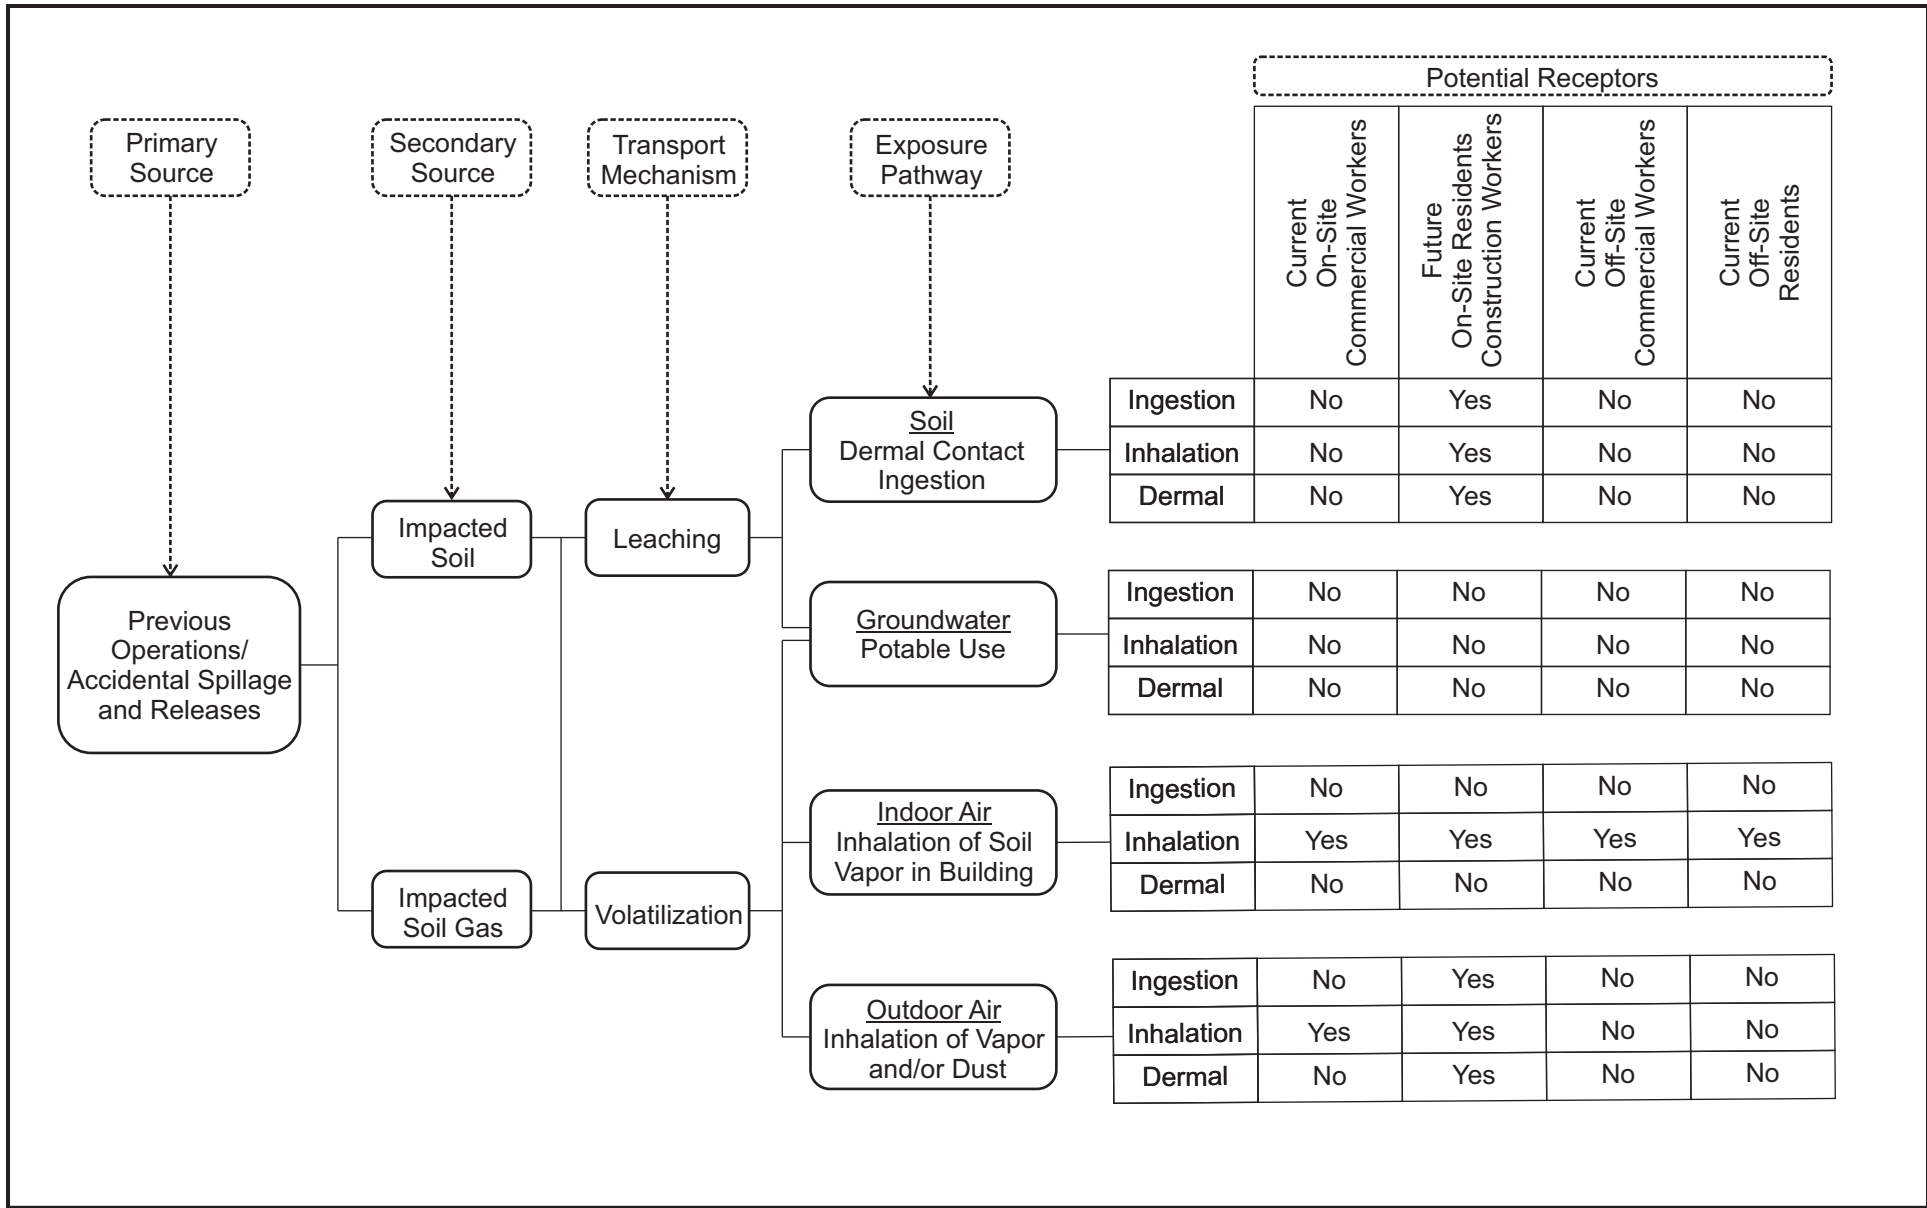 Potential Receptors
Primary
Source
Secondary
Source
Transport
Mechanism
Exposure
Pathway
Current
On-Site
Commercial Workers
Future
On-Site Residents
Construction Workers
Current
Off-Site
Commercial Workers
Current
Off-Site
Residents
Previous
Operations/
Accidental Spillage
and Releases
Impacted
Soil
Impacted
Soil Gas
Leaching
Volatilization
Soil
Dermal Contact
Ingestion
Ingestion No Yes No No
Inhalation No Yes No No
Dermal No Yes No No
Groundwater
Potable Use
Ingestion No No No No
Inhalation No No No No
Dermal No No No No
Indoor Air
Inhalation of Soil
Vapor in Building
Ingestion No No No No
Inhalation Yes Yes Yes Yes
Dermal No No No No
Outdoor Air
Inhalation of Vapor
and/or Dust
Ingestion No Yes No No
Inhalation Yes Yes No No
Dermal No Yes No No